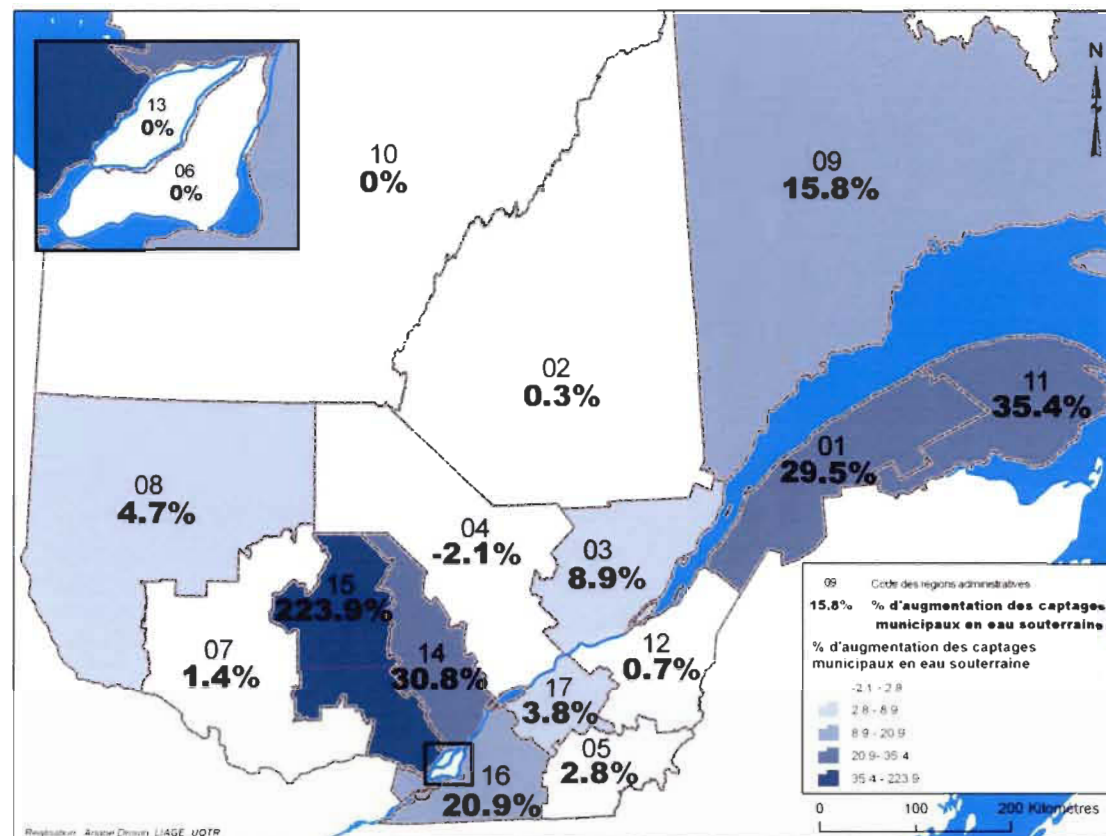 N
13
0%
06
0%
10
0%
09
15.8%
02
0.3%
11
35.4%
01
29.5%
08
4.7%
04
-2.1%
03
8.9%
15
223.9%
07
1.4%
14
30.8%
12
0.7%
17
3.8%
05
2.8%
16
20.9%
09 Code des régions administratives
15.8% % d'augmentation des captages
municipaux en eau souterraine
% d'augmentation des captages
municipaux en eau souterraine
-2.1 - 2.8
2.8 - 8.9
8.9 - 20.9
20.9 - 35.4
35.4 - 223.9
0 100 200 Kilomètres
Réalisation: LIAGE, UQTR